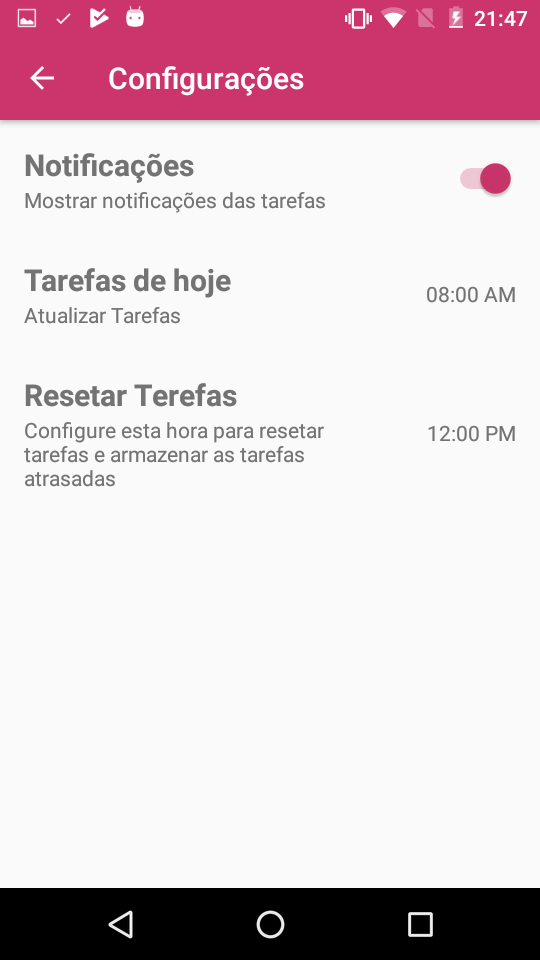 21:47
Configurações
Notificações
Mostrar notificações das tarefas
Tarefas de hoje
Atualizar Tarefas
08:00 AM
Resetar Terefas
Configure esta hora para resetar
tarefas e armazenar as tarefas
atrasadas
12:00 PM